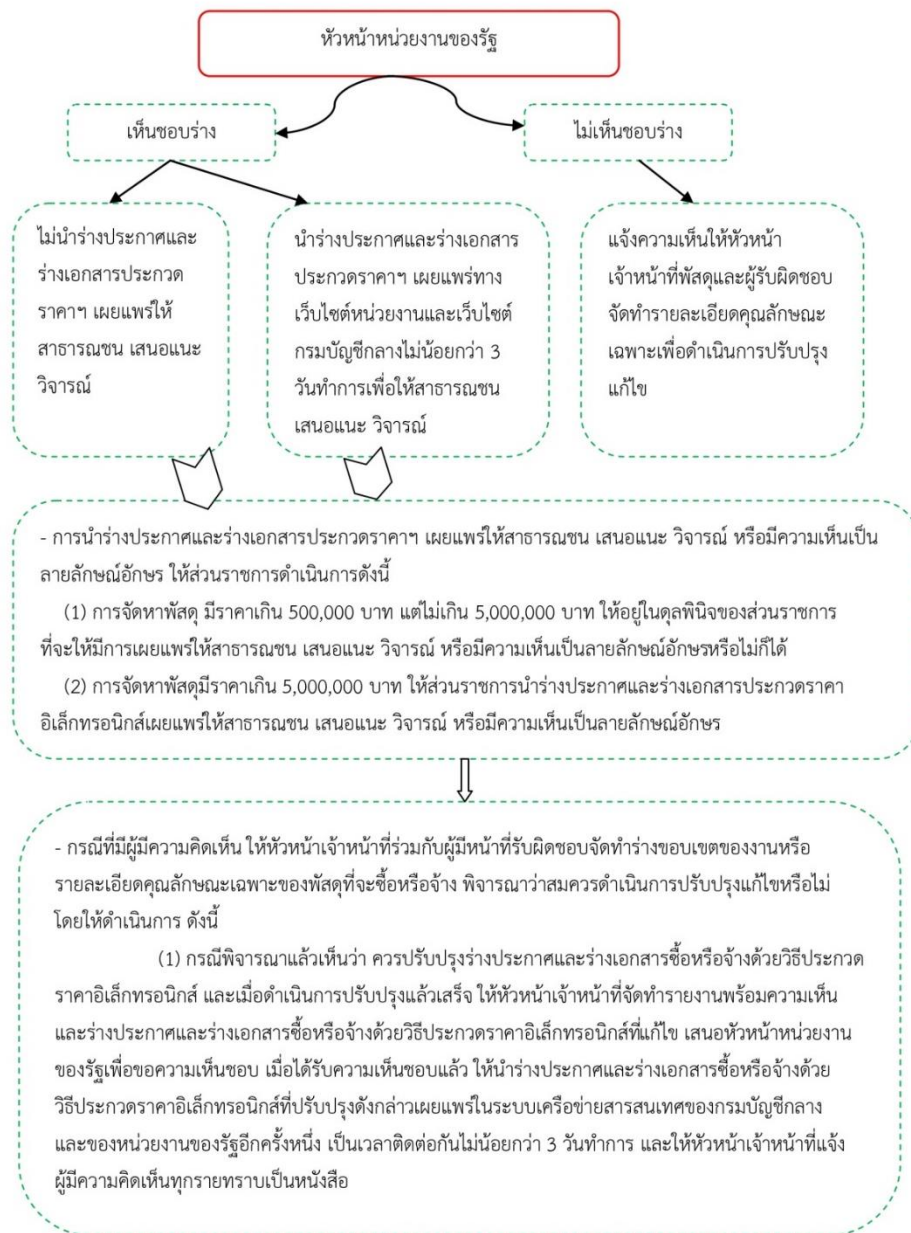 หัวหน้าหน่วยงานของรัฐ
เห็นชอบร่าง
ไม่เห็นชอบร่าง
ไม่นำร่างประกาศและ
ร่างเอกสารประกวด
ราคาฯ เผยแพร่ให้
สาธารณชน เสนอแนะ
วิจารณ์
นำร่างประกาศและร่างเอกสาร
ประกวดราคาฯ เผยแพร่ทาง
เว็บไซต์หน่วยงานและเว็บไซต์
กรมบัญชีกลางไม่น้อยกว่า 3
วันทำการเพื่อให้สาธารณชน
เสนอแนะ วิจารณ์
แจ้งความเห็นให้หัวหน้า
เจ้าหน้าที่พัสดุและผู้รับผิดชอบ
จัดทำรายละเอียดคุณลักษณะ
เฉพาะเพื่อดำเนินการปรับปรุง
แก้ไข
- การนำร่างประกาศและร่างเอกสารประกวดราคาฯ เผยแพร่ให้สาธารณชน เสนอแนะ วิจารณ์ หรือมีความเห็นเป็น
ลายลักษณ์อักษร ให้ส่วนราชการดำเนินการดังนี้
(1) การจัดหาพัสดุ มีราคาเกิน 500,000 บาท แต่ไม่เกิน 5,000,000 บาท ให้อยู่ในดุลพินิจของส่วนราชการ
ที่จะให้มีการเผยแพร่ให้สาธารณชน เสนอแนะ วิจารณ์ หรือมีความเห็นเป็นลายลักษณ์อักษรหรือไม่ก็ได้
(2) การจัดหาพัสดุมีราคาเกิน 5,000,000 บาท ให้ส่วนราชการนำร่างประกาศและร่างเอกสารประกวดราคา
อิเล็กทรอนิกส์เผยแพร่ให้สาธารณชน เสนอแนะ วิจารณ์ หรือมีความเห็นเป็นลายลักษณ์อักษร
- กรณีที่มีผู้มีความคิดเห็น ให้หัวหน้าเจ้าหน้าที่ร่วมกับผู้มีหน้าที่รับผิดชอบจัดทำร่างขอบเขตของงานหรือ
รายละเอียดคุณลักษณะเฉพาะของพัสดุที่จะซื้อหรือจ้าง พิจารณาว่าสมควรดำเนินการปรับปรุงแก้ไขหรือไม่
โดยให้ดำเนินการ ดังนี้
(1) กรณีพิจารณาแล้วเห็นว่า ควรปรับปรุงร่างประกาศและร่างเอกสารซื้อหรือจ้างด้วยวิธีประกวด
ราคาอิเล็กทรอนิกส์ และเมื่อดำเนินการปรับปรุงแล้วเสร็จ ให้หัวหน้าเจ้าหน้าที่จัดทำรายงานพร้อมความเห็น
และร่างประกาศและร่างเอกสารซื้อหรือจ้างด้วยวิธีประกวดราคาอิเล็กทรอนิกส์ที่แก้ไข เสนอหัวหน้าหน่วยงาน
ของรัฐเพื่อขอความเห็นชอบ เมื่อได้รับความเห็นชอบแล้ว ให้นำร่างประกาศและร่างเอกสารซื้อหรือจ้างด้วย
วิธีประกวดราคาอิเล็กทรอนิกส์ที่ปรับปรุงดังกล่าวเผยแพร่ในระบบเครือข่ายสารสนเทศของกรมบัญชีกลาง
และของหน่วยงานของรัฐอีกครั้งหนึ่ง เป็นเวลาติดต่อกันไม่น้อยกว่า 3 วันทำการ และให้หัวหน้าเจ้าหน้าที่แจ้ง
ผู้มีความคิดเห็นทุกรายทราบเป็นหนังสือ